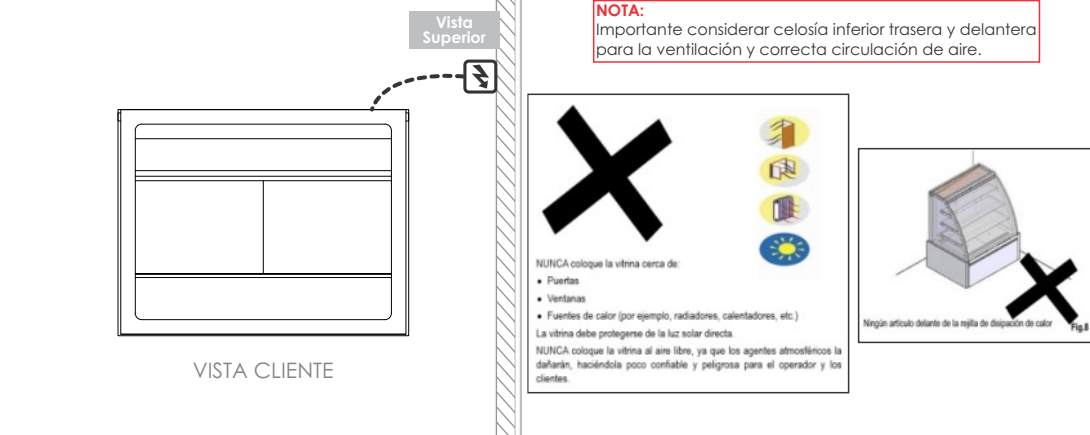 Vista
Superior
VISTA CLIENTE
NOTA:
Importante considerar celosía inferior trasera y delantera
para la ventilación y correcta circulación de aire.
NUNCA coloque la vitrina cerca de:
• Puertas
• Ventanas
• Fuentes de calor (por ejemplo, radiadores, calentadores, etc.)
La vitrina debe protegerse de la luz solar directa.
NUNCA coloque la vitrina al aire libre, ya que los agentes atmosféricos la
dañarán, haciéndola poco confiable y peligrosa para el operador y los
clientes.
Ningún artículo delante de la rejilla de disipación de calor
Fig.8